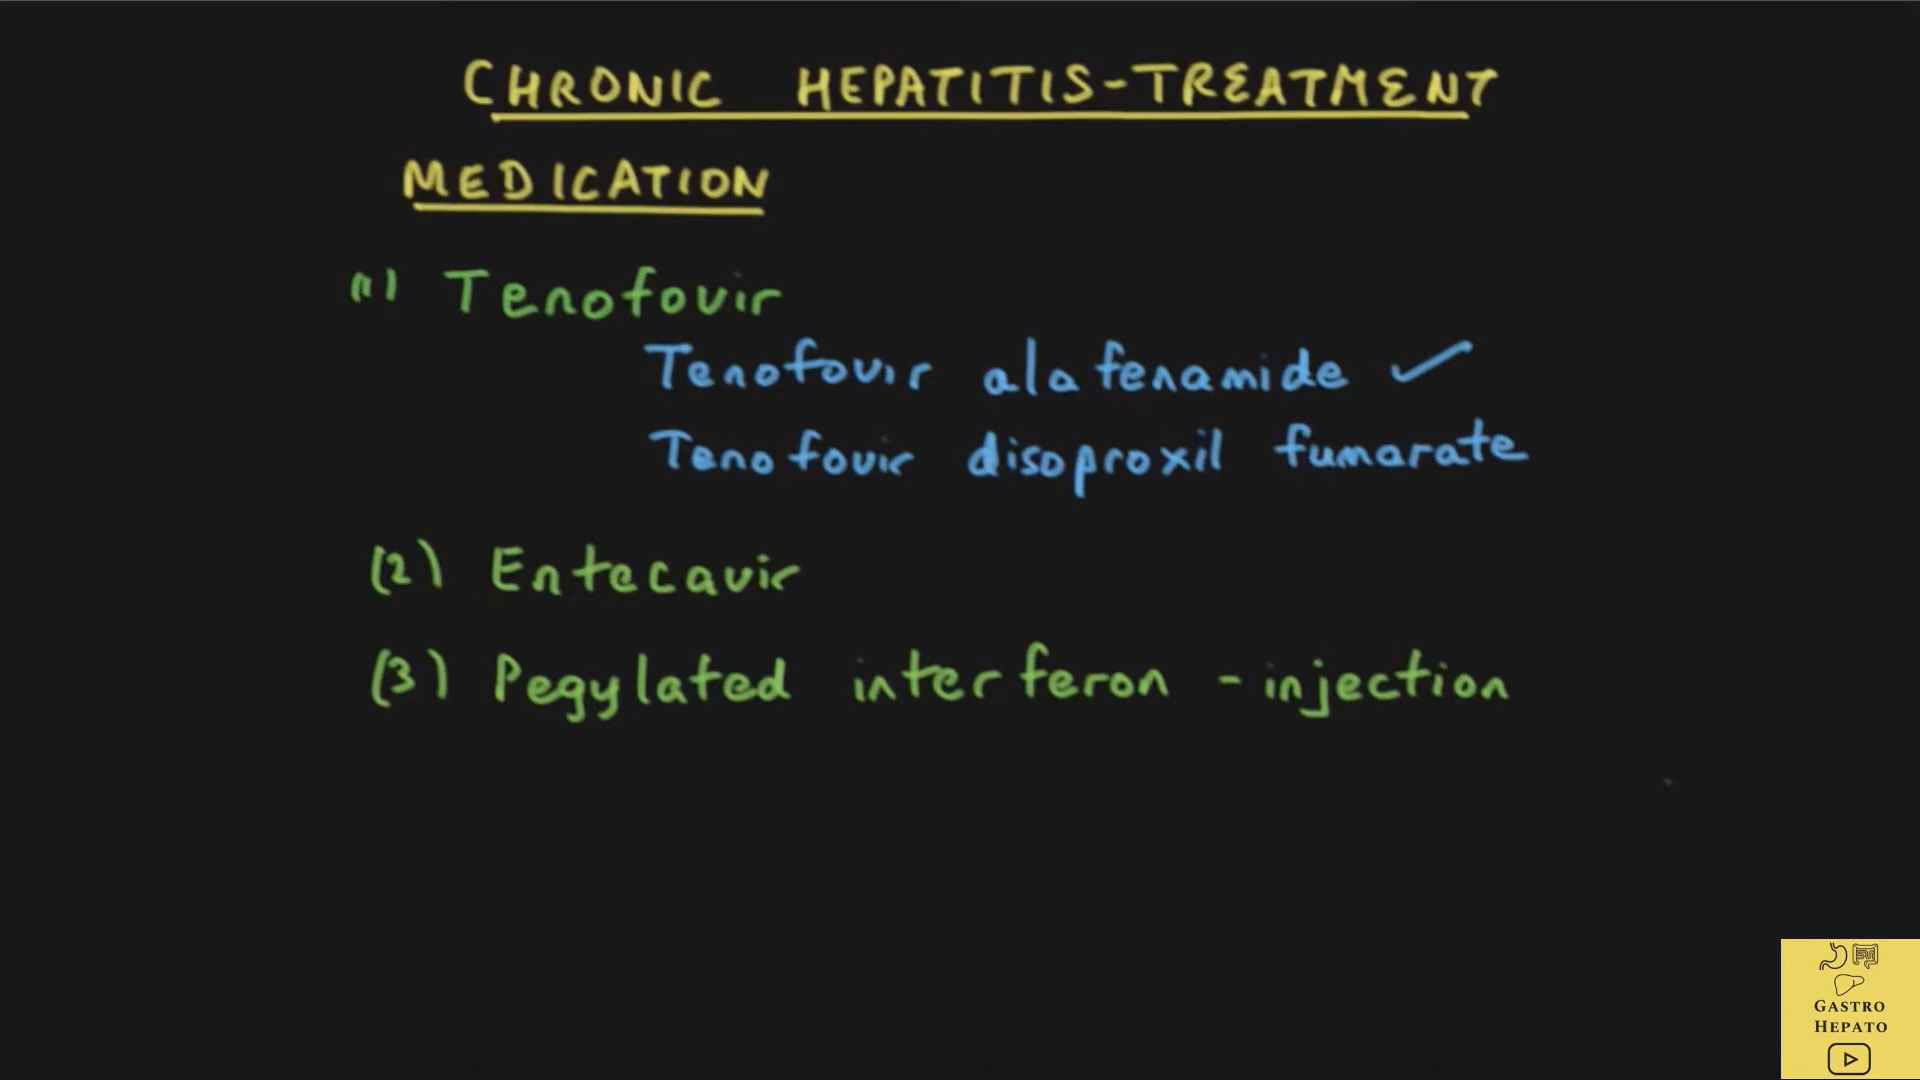 CHRONIC HEPATITIS-TREATMENT
MEDICATION
(1) Tenofovir
Tenofovir alafenamide ✓
Tenofovir disoproxil fumarate
(2) Entecavir
(3) Pegylated interferon - injection
GASTRO
HEPATO